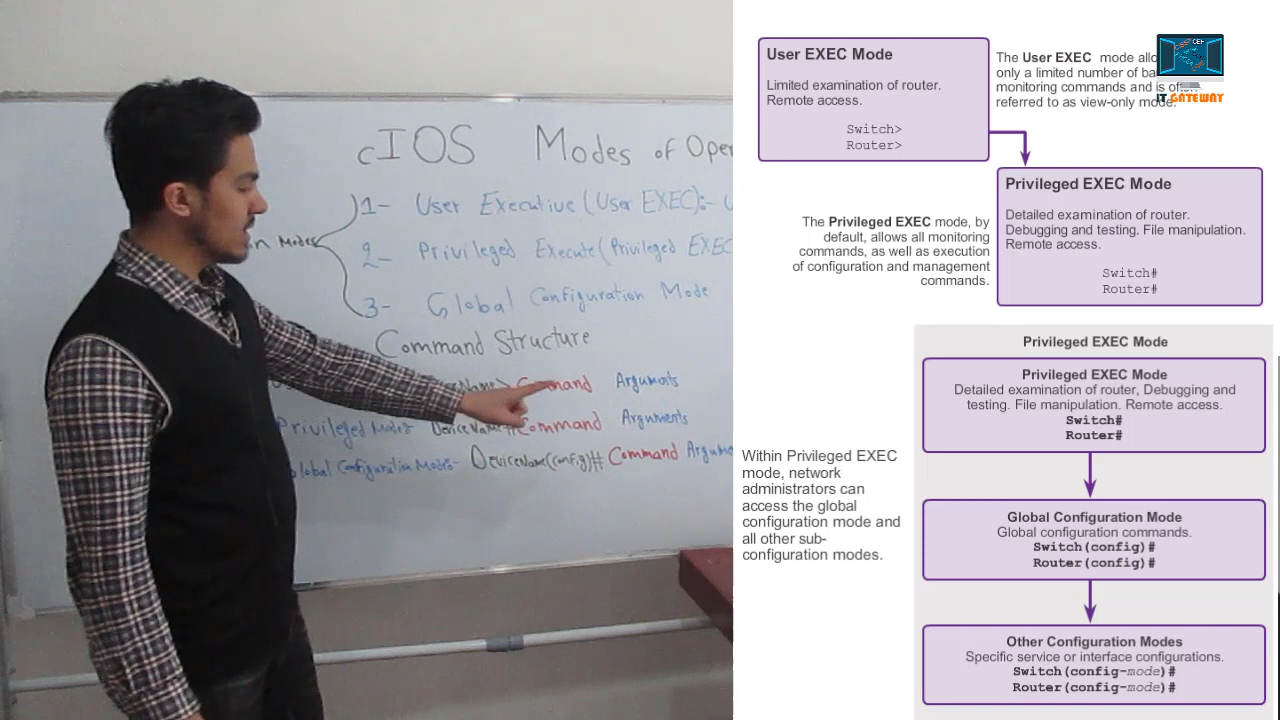 cIOS Modes of Oper
1- User Executive (User EXEC):- U
2- Privileged Execute (Privileged EXEC
3- Global Configuration Mode
Command Structure
Command Arguments
Privileged Mode:- DeviceName# Command Arguments
Global Configuration Mode:- DeviceName(config)# Command Argume
User EXEC Mode
Limited examination of router.
Remote access.
Switch>
Router>
The User EXEC mode allo
only a limited number of ba
monitoring commands and is often
referred to as view-only mode.
IT GATEWAY
Privileged EXEC Mode
Detailed examination of router.
Debugging and testing. File manipulation.
Remote access.
Switch#
Router#
The Privileged EXEC mode, by
default, allows all monitoring
commands, as well as execution
of configuration and management
commands.
Privileged EXEC Mode
Privileged EXEC Mode
Detailed examination of router, Debugging and
testing. File manipulation. Remote access.
Switch#
Router#
Within Privileged EXEC
mode, network
administrators can
access the global
configuration mode and
all other sub-
configuration modes.
Global Configuration Mode
Global configuration commands.
Switch(config)#
Router(config)#
Other Configuration Modes
Specific service or interface configurations.
Switch(config-mode)#
Router(config-mode)#